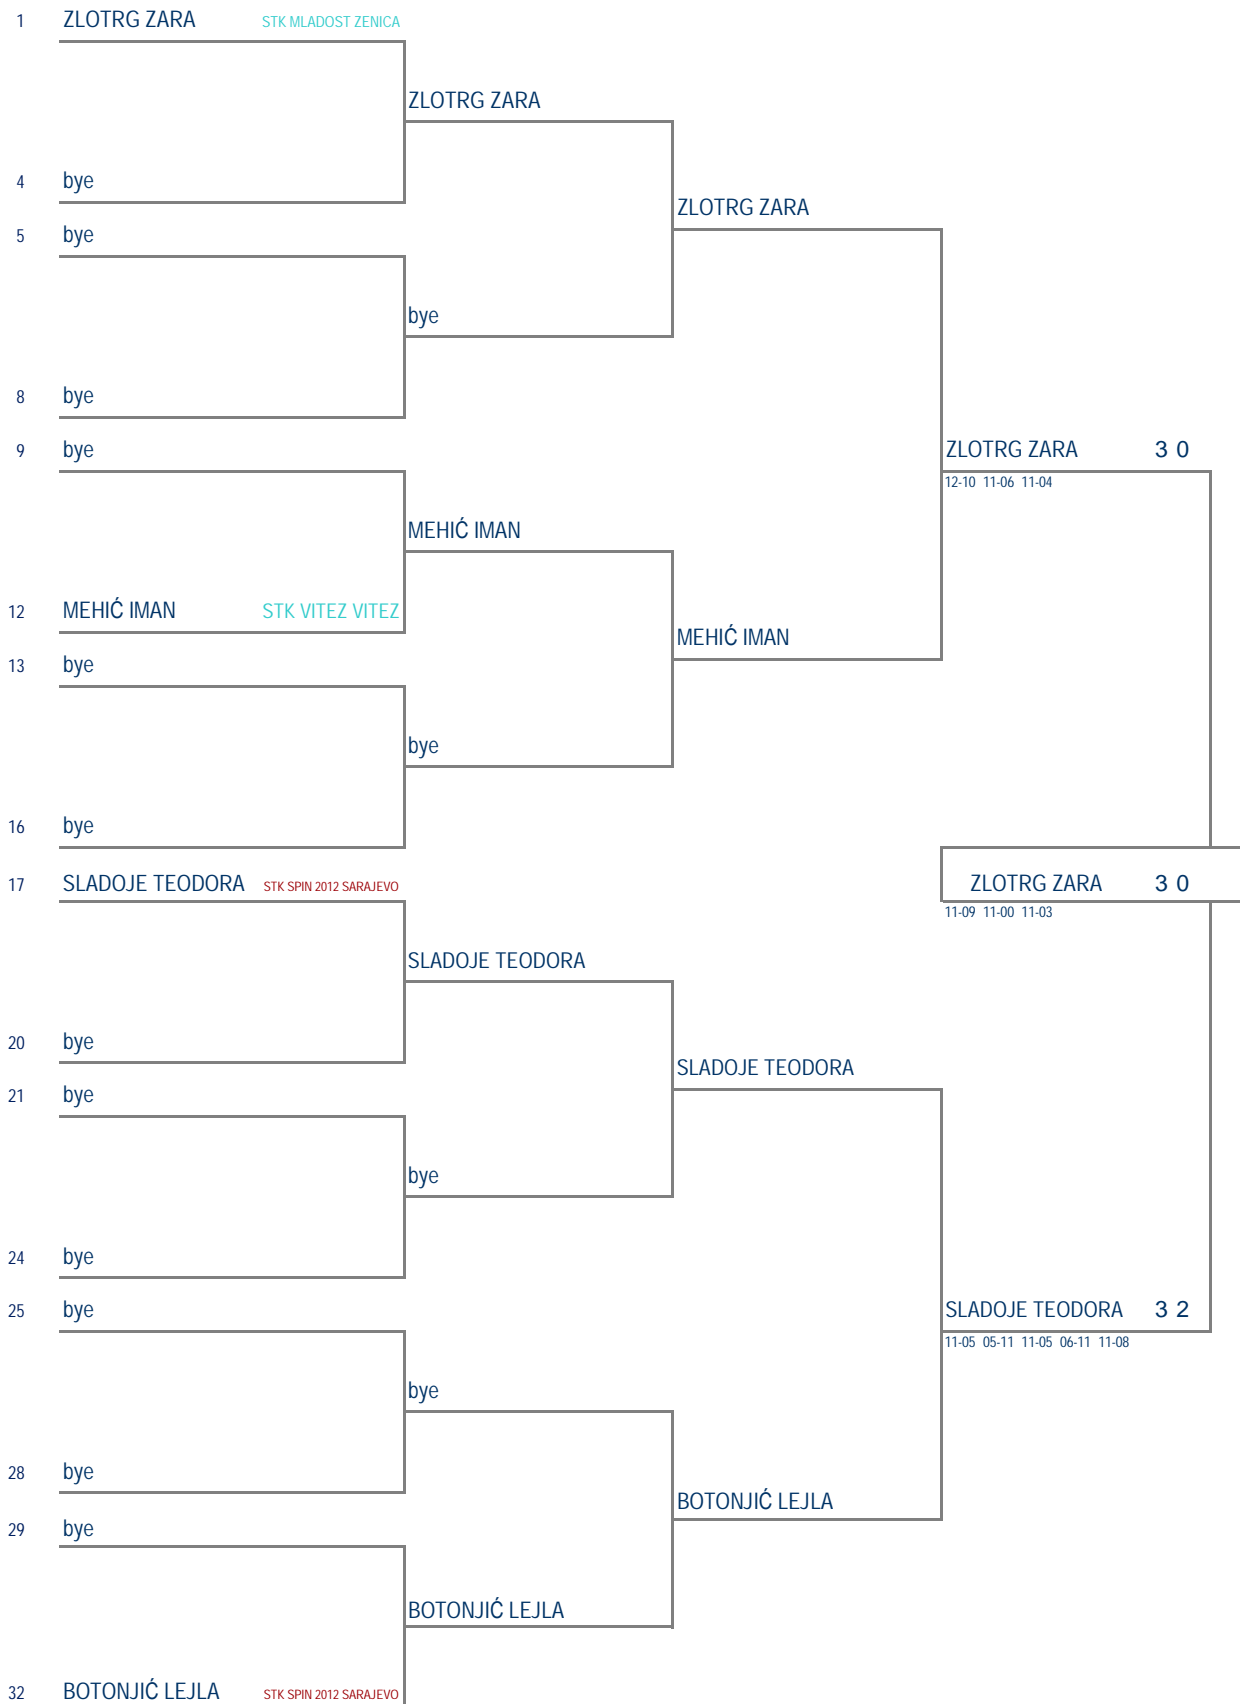 1 ZLOTRG ZARA STK MLADOST ZENICA
ZLOTRG ZARA
4 bye
ZLOTRG ZARA
5 bye
bye
8 bye
9 bye
ZLOTRG ZARA 3 0
12-10 11-06 11-04
MEHIĆ IMAN
12 MEHIĆ IMAN STK VITEZ VITEZ
MEHIĆ IMAN
13 bye
bye
16 bye
17 SLADOJE TEODORA STK SPIN 2012 SARAJEVO
ZLOTRG ZARA 3 0
11-09 11-00 11-03
SLADOJE TEODORA
20 bye
SLADOJE TEODORA
21 bye
bye
24 bye
25 bye
SLADOJE TEODORA 3 2
11-05 05-11 11-05 06-11 11-08
bye
28 bye
BOTONJIĆ LEJLA
29 bye
BOTONJIĆ LEJLA
32 BOTONJIĆ LEJLA STK SPIN 2012 SARAJEVO